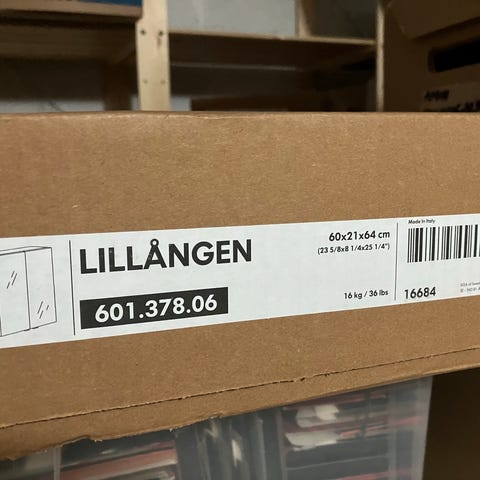 LILLÅNGEN
601.378.06
60x21x64 cm
(23 5/8x8 1/4x25 1/4")
16 kg / 36 lbs
Made in Italy
16684